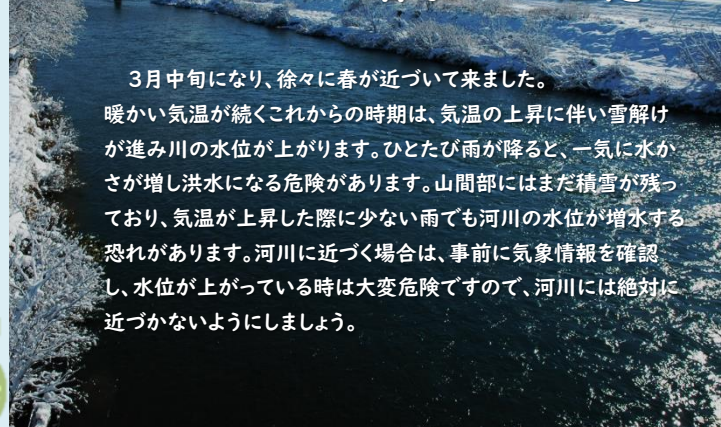 ３月中旬になり、徐々に春が近づいて来ました。
暖かい気温が続くこれからの時期は、気温の上昇に伴い雪解け
が進み川の水位が上がります。ひとたび雨が降ると、一気に水か
さが増し洪水になる危険があります。山間部にはまだ積雪が残っ
ており、気温が上昇した際に少ない雨でも河川の水位が増水する
恐れがあります。河川に近づく場合は、事前に気象情報を確認
し、水位が上がっている時は大変危険ですので、河川には絶対に
近づかないようにしましょう。